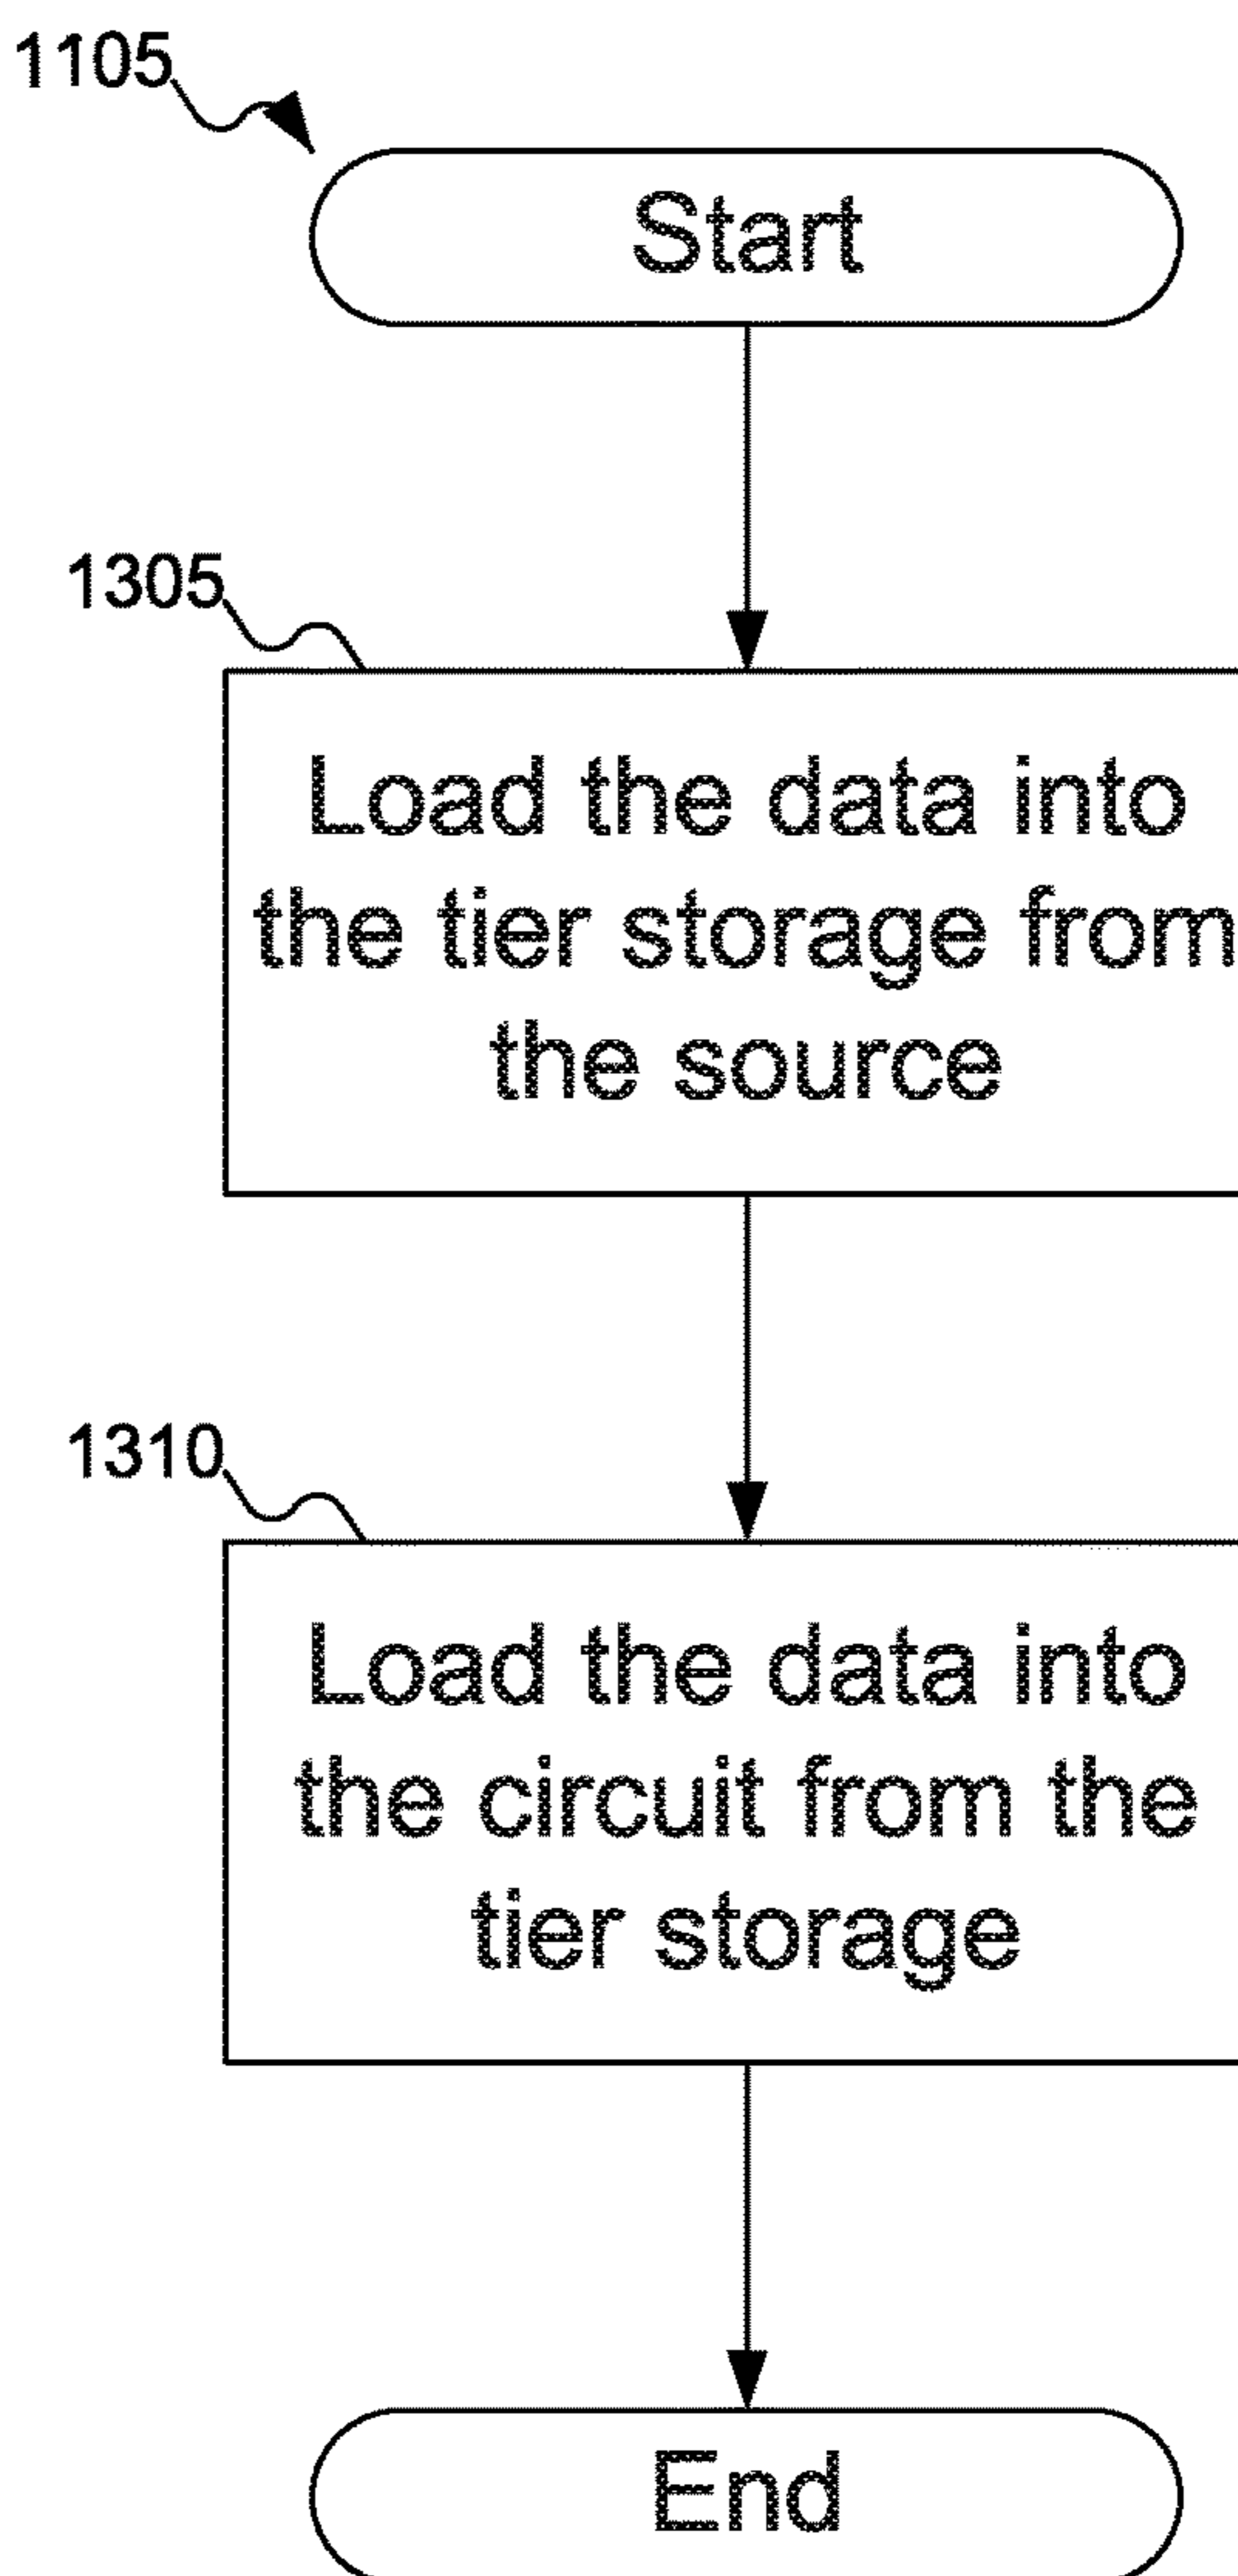 1105
Start
1305
Load the data into
the tier storage from
the source
1310
Load the data into
the circuit from the
tier storage
End